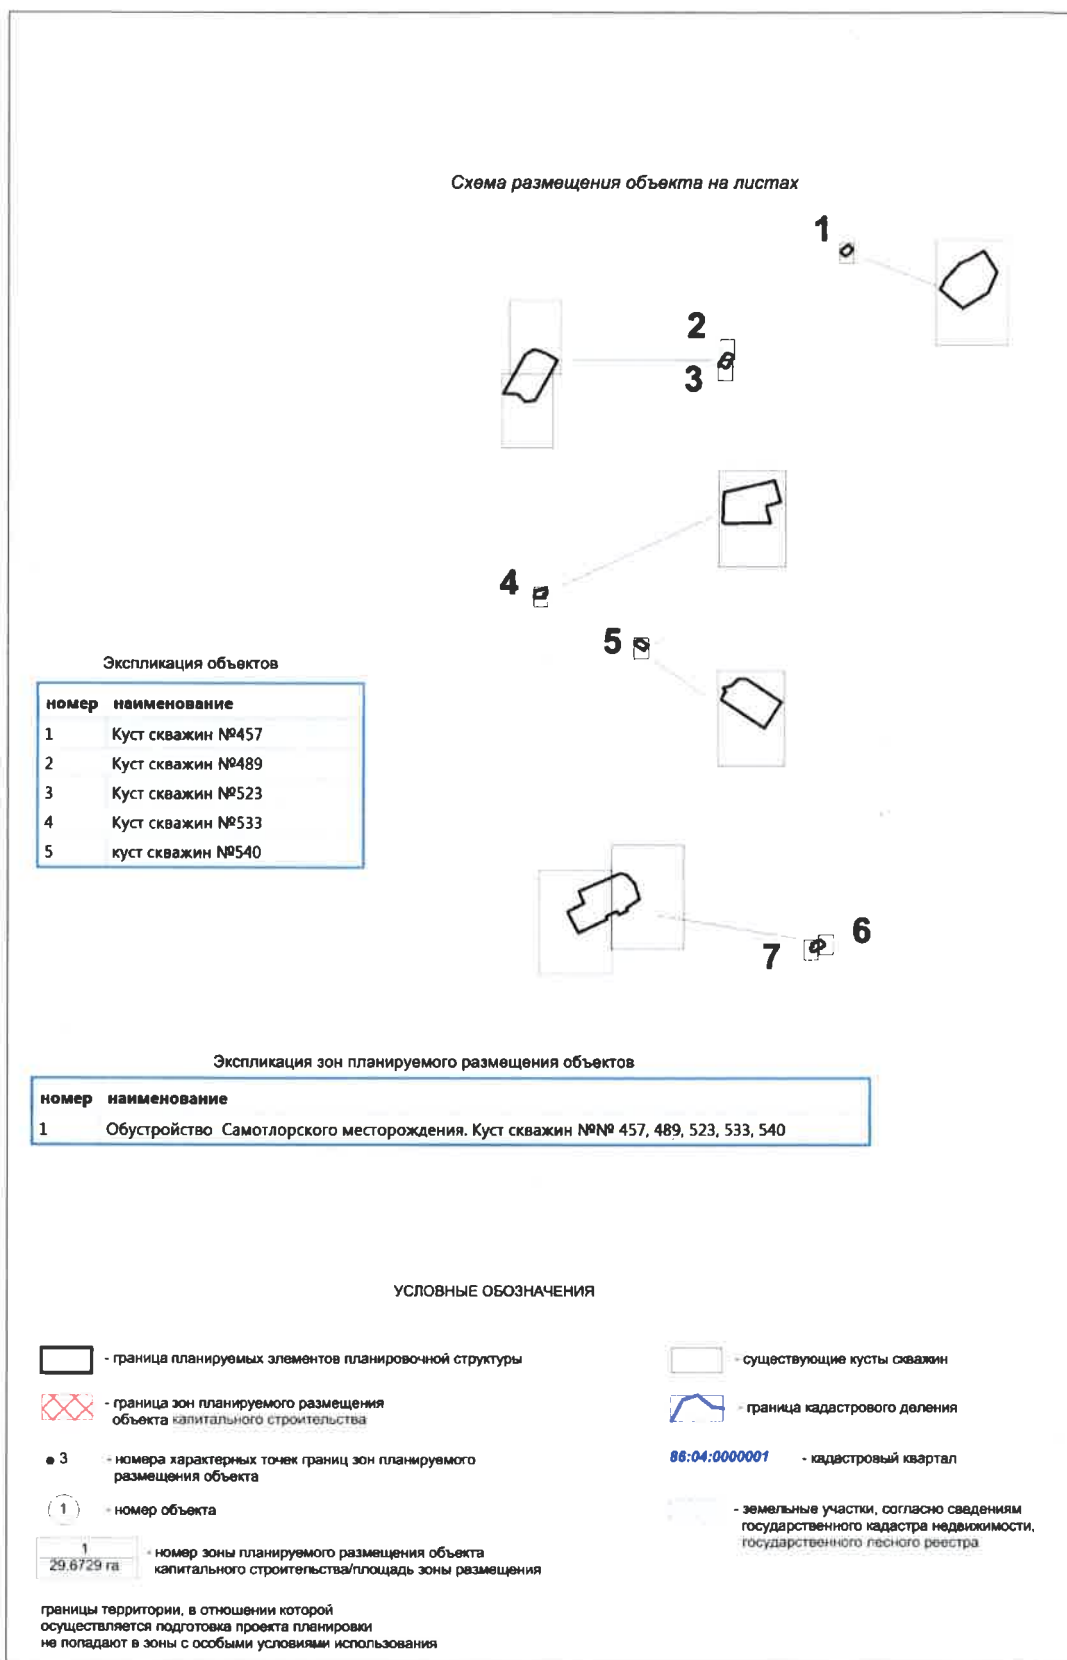 Схема размещения объекта на листах
1
2
3
4
5
6
7
Экспликация объектов
номер наименование
1 Куст скважин №457
2 Куст скважин №489
3 Куст скважин №523
4 Куст скважин №533
5 куст скважин №540
Экспликация зон планируемого размещения объектов
номер наименование
1 Обустройство Самотлорского месторождения. Куст скважин №№ 457, 489, 523, 533, 540
УСЛОВНЫЕ ОБОЗНАЧЕНИЯ
- граница планируемых элементов планировочной структуры
- граница зон планируемого размещения
объекта капитального строительства
3 - номера характерных точек границ зон планируемого
размещения объекта
1 - номер объекта
1
29.6729 га
- номер зоны планируемого размещения объекта
капитального строительства/площадь зоны размещения
границы территории, в отношении которой
осуществляется подготовка проекта планировки
не попадают в зоны с особыми условиями использования
- существующие кусты скважин
- граница кадастрового деления
86:04:0000001 - кадастровый квартал
- земельные участки, согласно сведениям
государственного кадастра недвижимости,
государственного лесного реестра